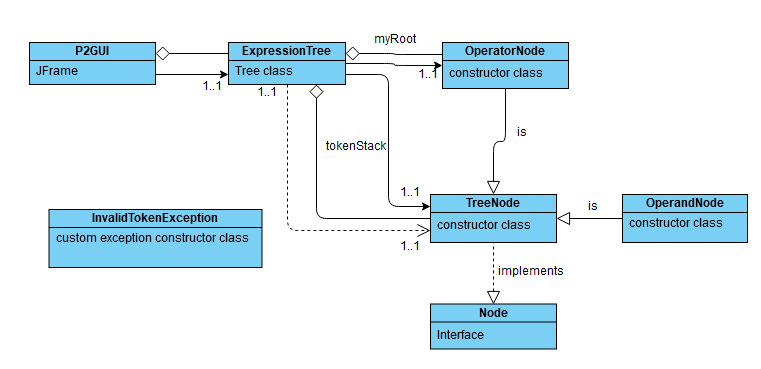 P2GUI
JFrame
1..1
ExpressionTree
Tree class
1..1
myRoot
1..1
OperatorNode
constructor class
is
tokenStack
1..1
TreeNode
constructor class
1..1
is
OperandNode
constructor class
InvalidTokenException
custom exception constructor class
implements
Node
Interface